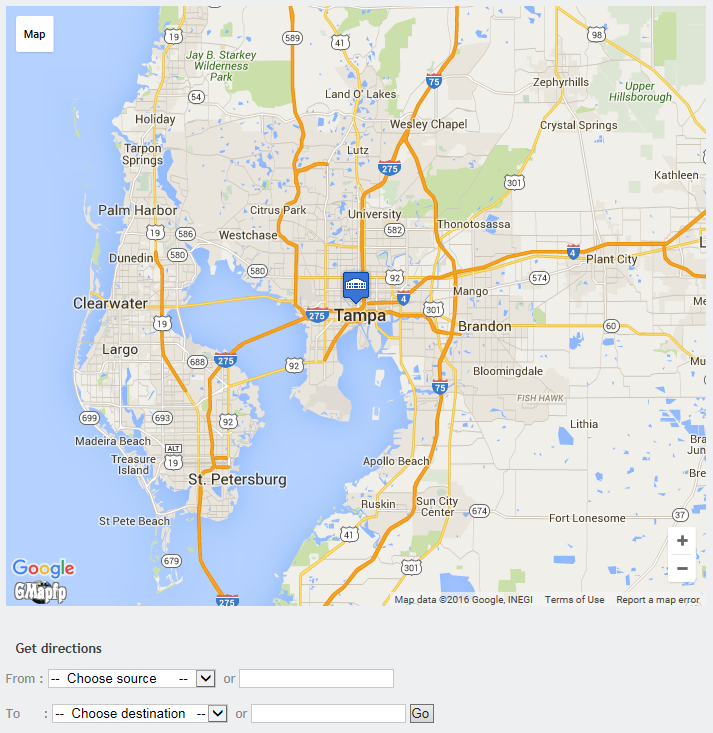 Map
19
589
41
98
Jay B. Starkey
Wilderness
Park
75
Zephyrhills
Upper
Hillsborough
54
Land O' Lakes
Holiday
Wesley Chapel
Crystal Springs
Tarpon
Springs
Lutz
275
Kathleen
301
Palm Harbor
Citrus Park
University
19
586
582
Thonotosassa
Westchase
Dunedin
580
4
Plant City
580
92
574
Mango
Clearwater
4
301
275
Tampa
19
Brandon
60
Largo
688
275
92
Bloomingdale
75
FISH HAWK
699
693
92
Lithia
Madeira Beach
ALT
19
Treasure
Island
Apollo Beach
Bra
Jun
St. Petersburg
Ruskin
Sun City
Center
674
Fort Lonesome
37
St Pete Beach
41
679
301
+
−
Google
GMapfp
275
Map data ©2016 Google, INEGI Terms of Use Report a map error
Get directions
From : -- Choose source -- or
To : -- Choose destination -- or Go